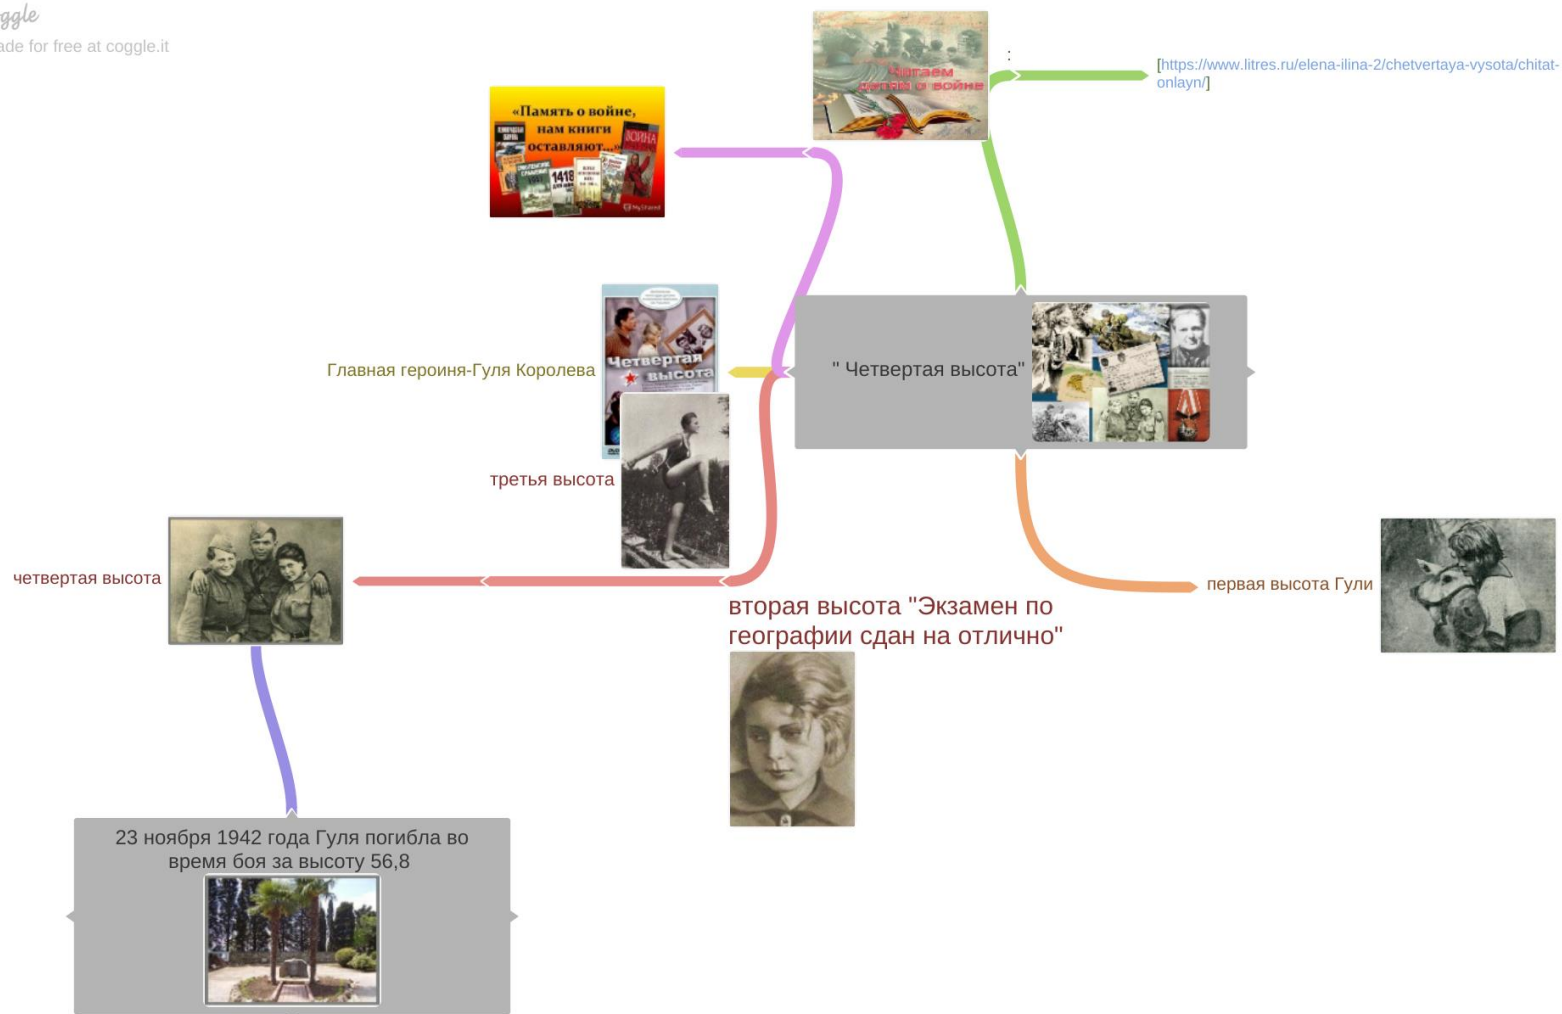 ggle
ade for free at coggle.it
Читаем
детям о войне
:
[https://www.litres.ru/elena-ilina-2/chetvertaya-vysota/chitat-
onlayn/]
«Память о войне,
нам книги
оставляют...»
ВОЙНА
1418
MyShared
Главная героиня-Гуля Королева
Четвертая
высота
" Четвертая высота"
третья высота
четвертая высота
вторая высота "Экзамен по
географии сдан на отлично"
первая высота Гули
23 ноября 1942 года Гуля погибла во
время боя за высоту 56,8